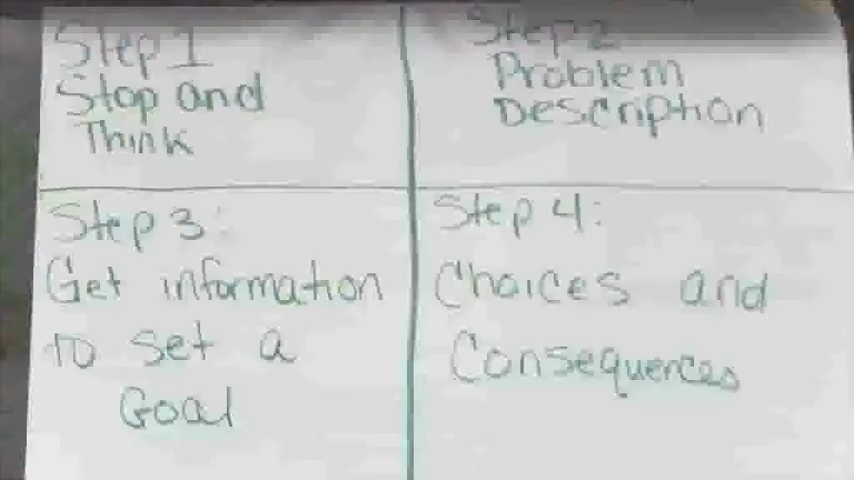 Step 1
Stop and
Think
Step 2
Problem
Description
Step 3:
Get information
to set a
Goal
Step 4:
Choices and
Consequences